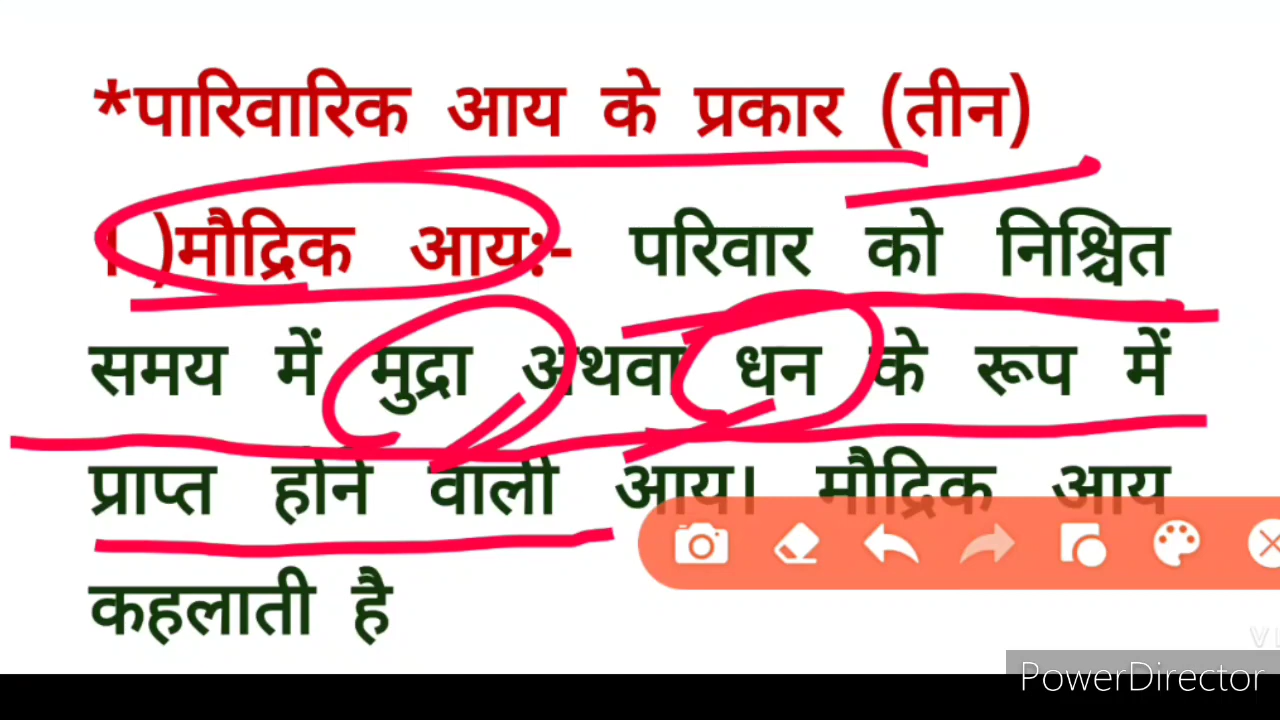 *पारिवारिक आय के प्रकार (तीन)
1 )मौद्रिक आय:- परिवार को निश्चित
समय में मुद्रा अथवा धन के रूप में
प्राप्त होने वाली आय। मौद्रिक आय
कहलाती है
PowerDirector